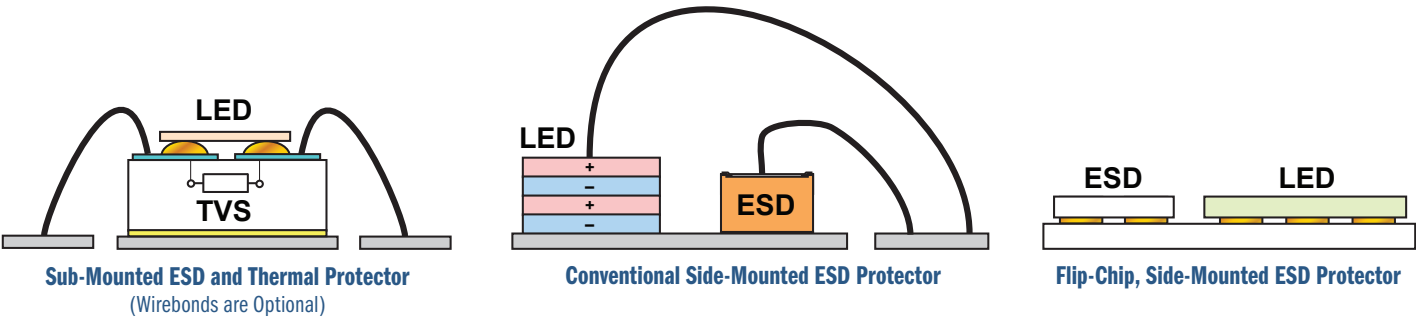 LED
TVS
Sub-Mounted ESD and Thermal Protector
(Wirebonds are Optional)
LED
+
–
+
–
ESD
Conventional Side-Mounted ESD Protector
ESD
LED
Flip-Chip, Side-Mounted ESD Protector